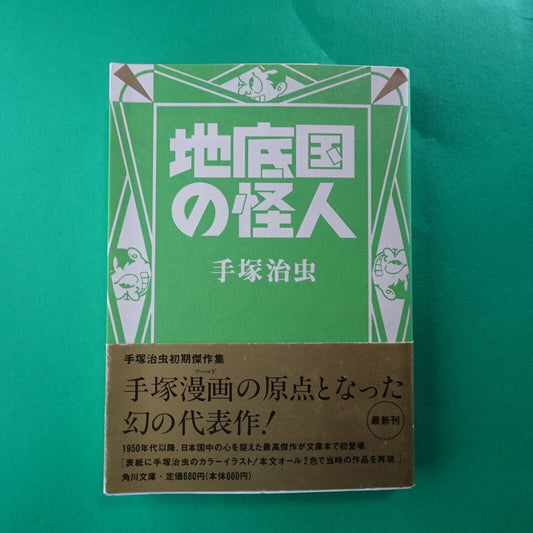 地底国
の怪人
手塚治虫
手塚治虫初期傑作集
ワールド
手塚漫画の原点となった
幻の代表作!
最新刊
1950年代以降、日本国中の心を捉えた最高傑作が文庫本で初登場。
[表紙に手塚治虫のカラーイラスト/本文オール2色で当時の作品を再現。]
角川文庫・定価680円(本体660円)